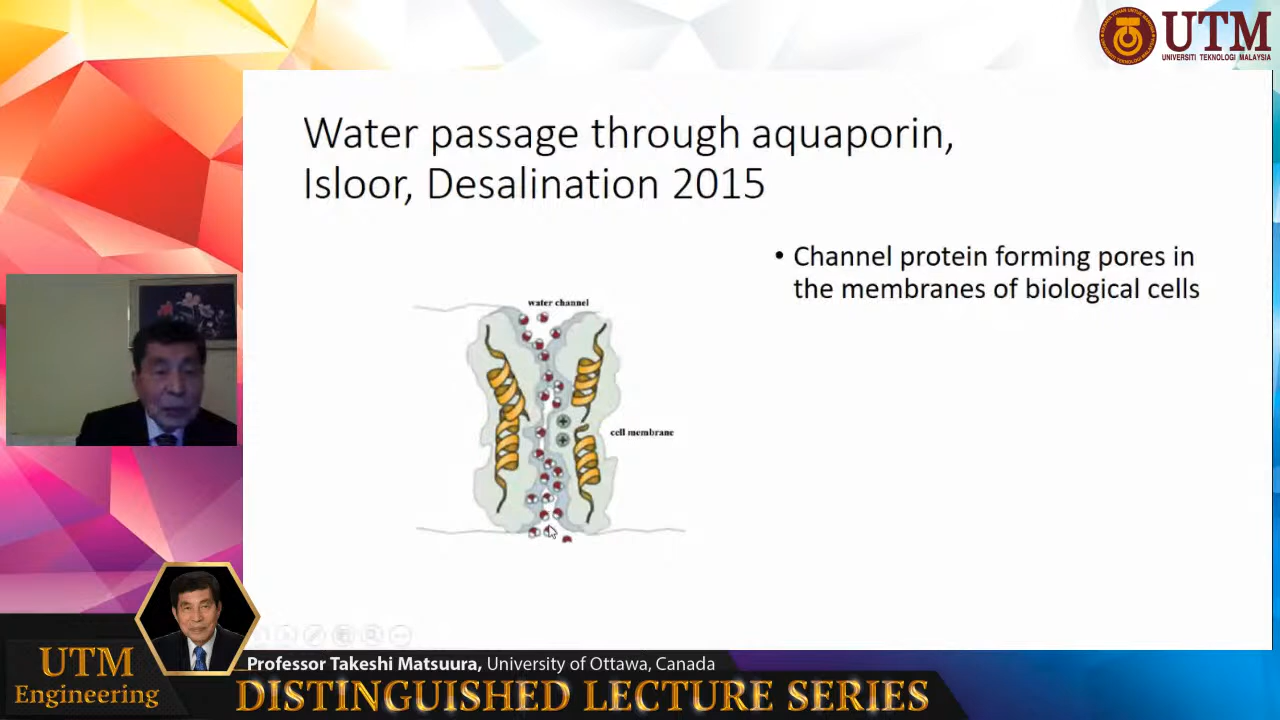 UTM
UNIVERSITI TEKNOLOGI MALAYSIA
Water passage through aquaporin,
Isloor, Desalination 2015
• Channel protein forming pores in
the membranes of biological cells
water channel
cell membrane
UTM
Engineering
Professor Takeshi Matsuura, University of Ottawa, Canada
DISTINGUISHED LECTURE SERIES